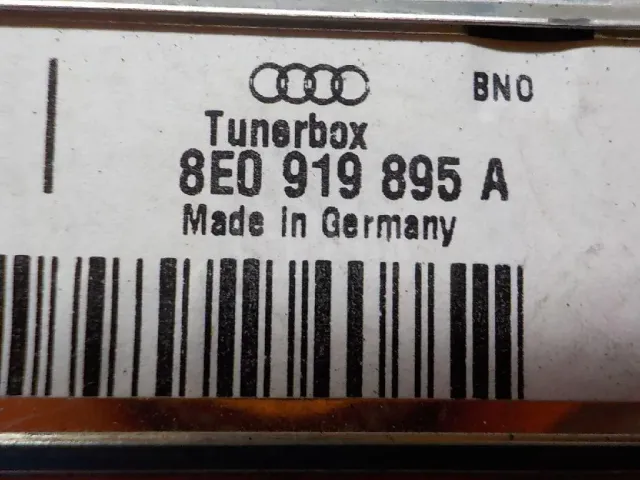 BNO
Tunerbox
8E0 919 895 A
Made in Germany